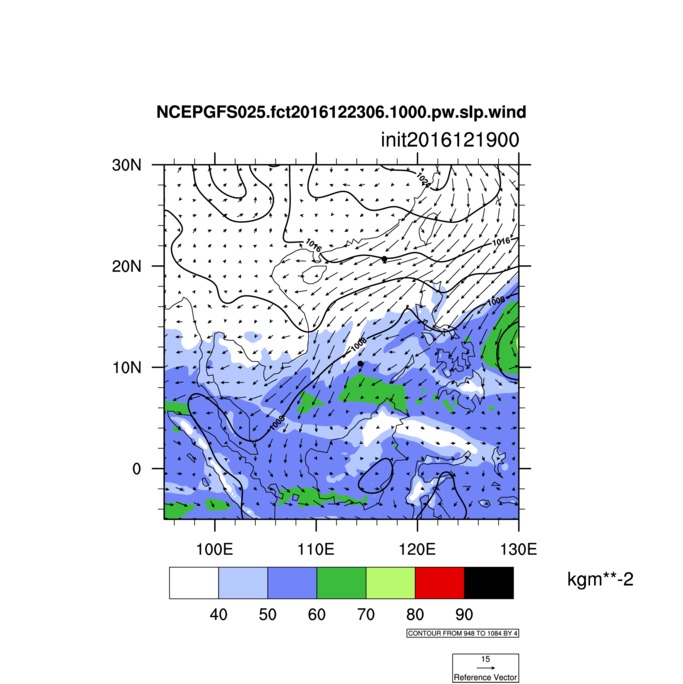 NCEPGFS025.fct2016122306.1000.pw.slp.wind
init2016121900
30N
1024
1016
1016
20N
1008
1008
10N
1008
0
100E 110E 120E 130E
kgm**-2
40 50 60 70 80 90
CONTOUR FROM 948 TO 1084 BY 4
15
Reference Vector